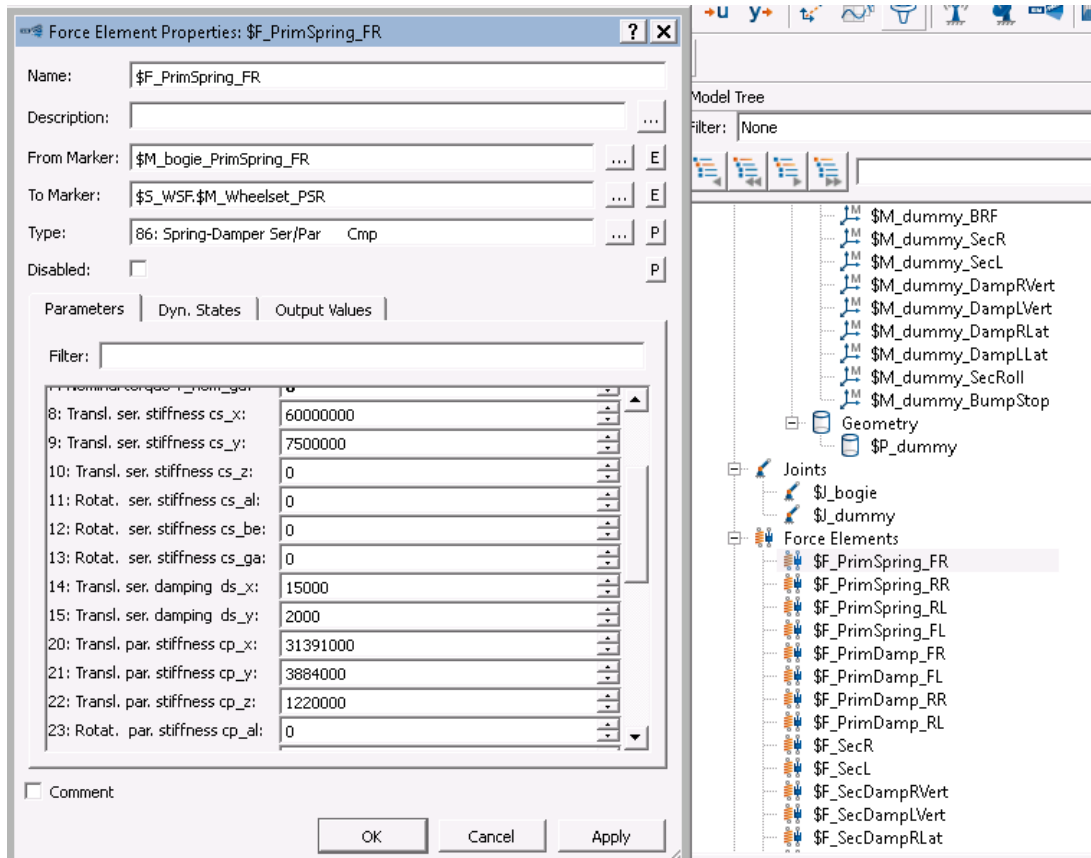 Force Element Properties: $F_PrimSpring_FR
Name: $F_PrimSpring_FR
Description: ...
From Marker: $M_bogie_PrimSpring_FR ... E
To Marker: $S_WSF.$M_Wheelset_PSR ... E
Type: 86: Spring-Damper Ser/Par Cmp ... P
Disabled: P
Parameters Dyn. States Output Values
Filter:
8: Transl. ser. stiffness cs_x: 60000000
9: Transl. ser. stiffness cs_y: 7500000
10: Transl. ser. stiffness cs_z: 0
11: Rotat. ser. stiffness cs_al: 0
12: Rotat. ser. stiffness cs_be: 0
13: Rotat. ser. stiffness cs_ga: 0
14: Transl. ser. damping ds_x: 15000
15: Transl. ser. damping ds_y: 2000
20: Transl. par. stiffness cp_x: 31391000
21: Transl. par. stiffness cp_y: 3884000
22: Transl. par. stiffness cp_z: 1220000
23: Rotat. par. stiffness cp_al: 0
Comment
OK Cancel Apply
u y
Model Tree
Filter: None
$M_dummy_BRF
$M_dummy_SecR
$M_dummy_SecL
$M_dummy_DampRVert
$M_dummy_DampLVert
$M_dummy_DampRLat
$M_dummy_DampLLat
$M_dummy_SecRoll
$M_dummy_BumpStop
Geometry
$P_dummy
Joints
$J_bogie
$J_dummy
Force Elements
$F_PrimSpring_FR
$F_PrimSpring_RR
$F_PrimSpring_RL
$F_PrimSpring_FL
$F_PrimDamp_FR
$F_PrimDamp_FL
$F_PrimDamp_RR
$F_PrimDamp_RL
$F_SecR
$F_SecL
$F_SecDampRVert
$F_SecDampLVert
$F_SecDampRLat